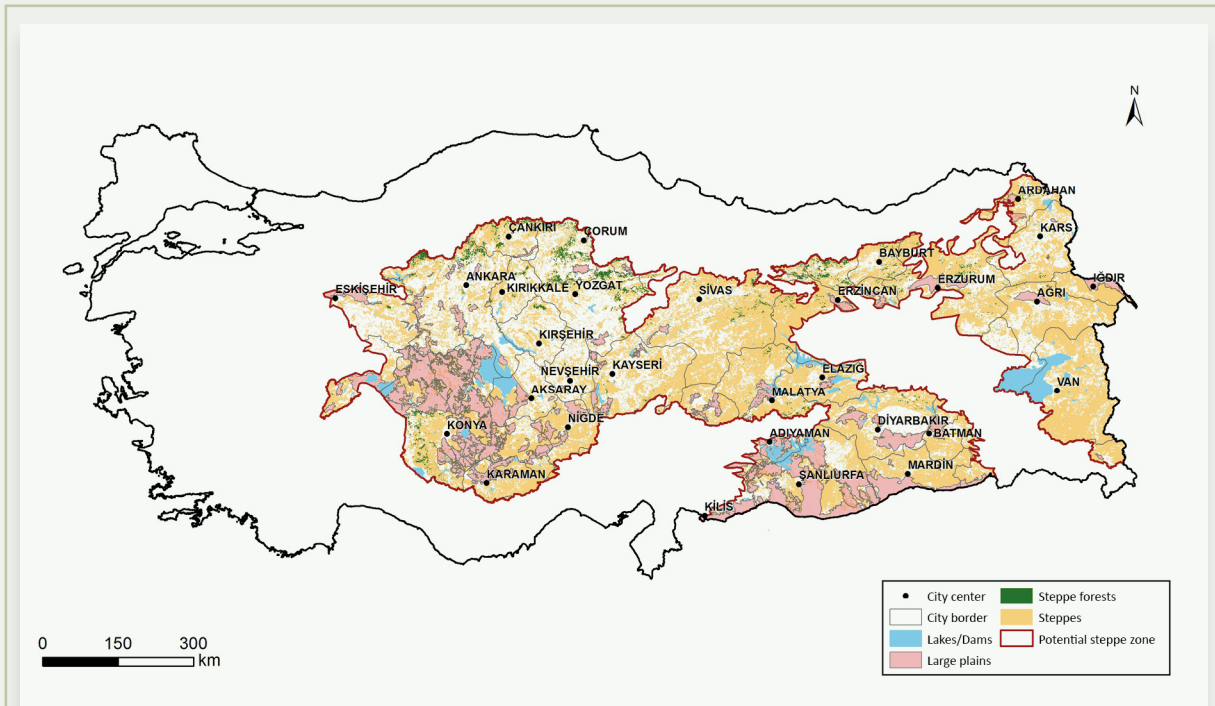 N
ARDAHAN
KARS
ÇANKIRI
ÇORUM
BAYBURT
ANKARA
KIRIKKALE
YOZGAT
ESKİŞEHİR
SİVAS
ERZİNCAN
ERZURUM
IĞDIR
AĞRI
KIRŞEHİR
KAYSERİ
NEVŞEHİR
AKSARAY
ELAZIĞ
MALATYA
VAN
NİĞDE
KONYA
DİYARBAKIR
BATMAN
ADIYAMAN
KARAMAN
ŞANLIURFA
MARDİN
KİLİS
City center
Steppe forests
City border
Steppes
Lakes/Dams
Potential steppe zone
Large plains
0 150 300
km